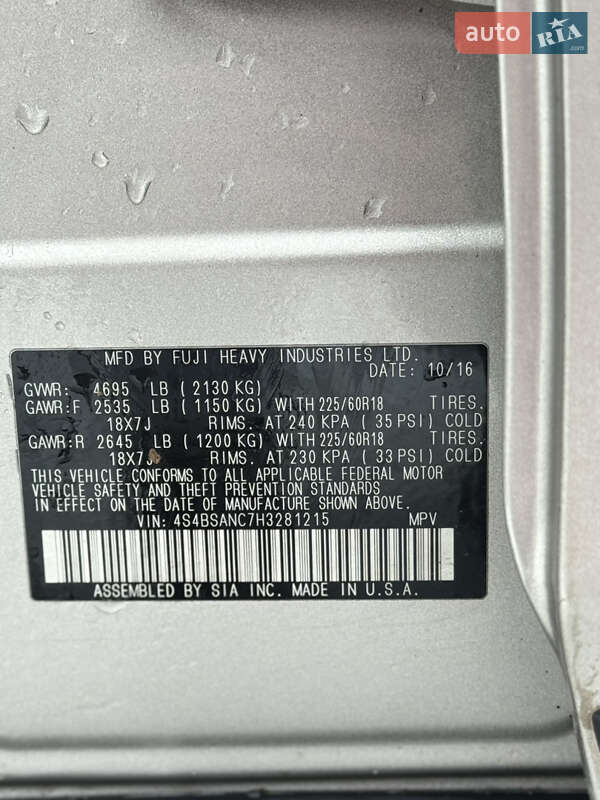 auto RIA .com
MFD BY FUJI HEAVY INDUSTRIES LTD.
DATE: 10/16
GVWR: 4695 LB ( 2130 KG)
GAWR:F 2535 LB ( 1150 KG) WITH 225/60R18 TIRES.
18X7J RIMS. AT 240 KPA ( 35 PSI) COLD
GAWR:R 2645 LB ( 1200 KG) WITH 225/60R18 TIRES.
18X7J RIMS. AT 230 KPA ( 33 PSI) COLD
THIS VEHICLE CONFORMS TO ALL APPLICABLE FEDERAL MOTOR
VEHICLE SAFETY AND THEFT PREVENTION STANDARDS
IN EFFECT ON THE DATE OF MANUFACTURE SHOWN ABOVE.
VIN: 4S4BSANC7H3281215 MPV
ASSEMBLED BY SIA INC. MADE IN U.S.A.